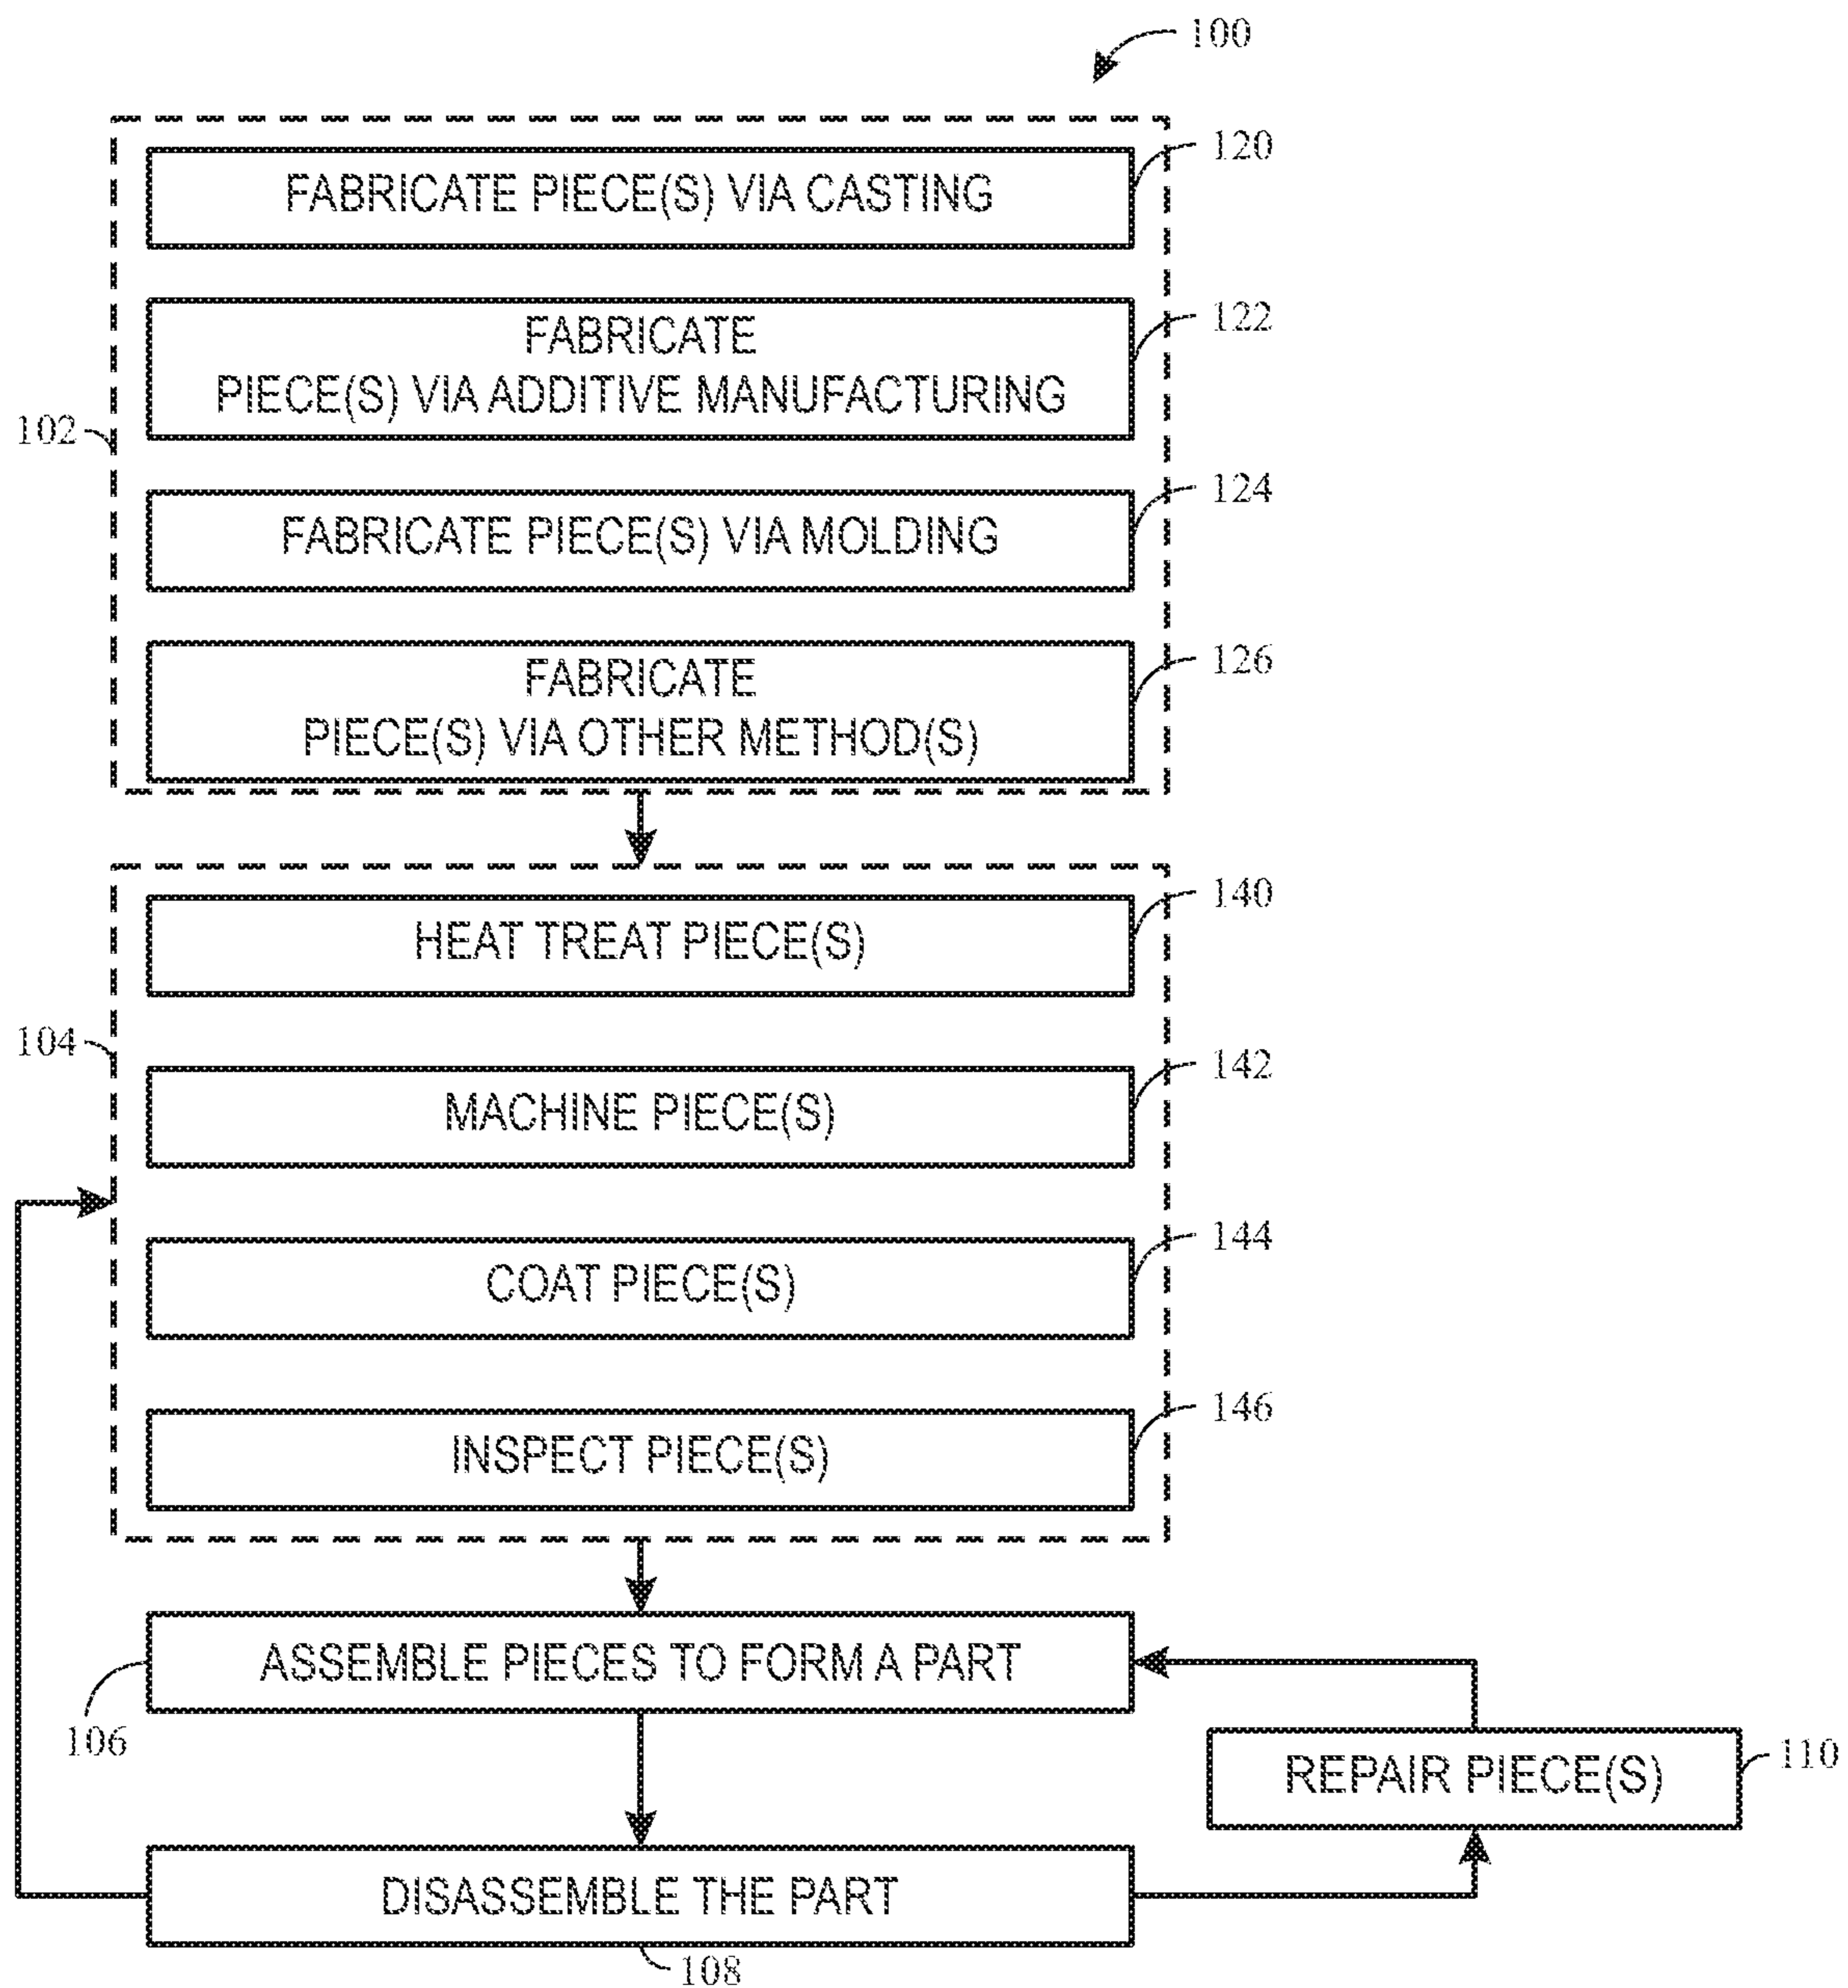 100
120
FABRICATE PIECE(S) VIA CASTING
122
FABRICATE
PIECE(S) VIA ADDITIVE MANUFACTURING
102
124
FABRICATE PIECE(S) VIA MOLDING
126
FABRICATE
PIECE(S) VIA OTHER METHOD(S)
140
HEAT TREAT PIECE(S)
104
142
MACHINE PIECE(S)
144
COAT PIECE(S)
146
INSPECT PIECE(S)
ASSEMBLE PIECES TO FORM A PART
106
REPAIR PIECE(S)
110
DISASSEMBLE THE PART
108